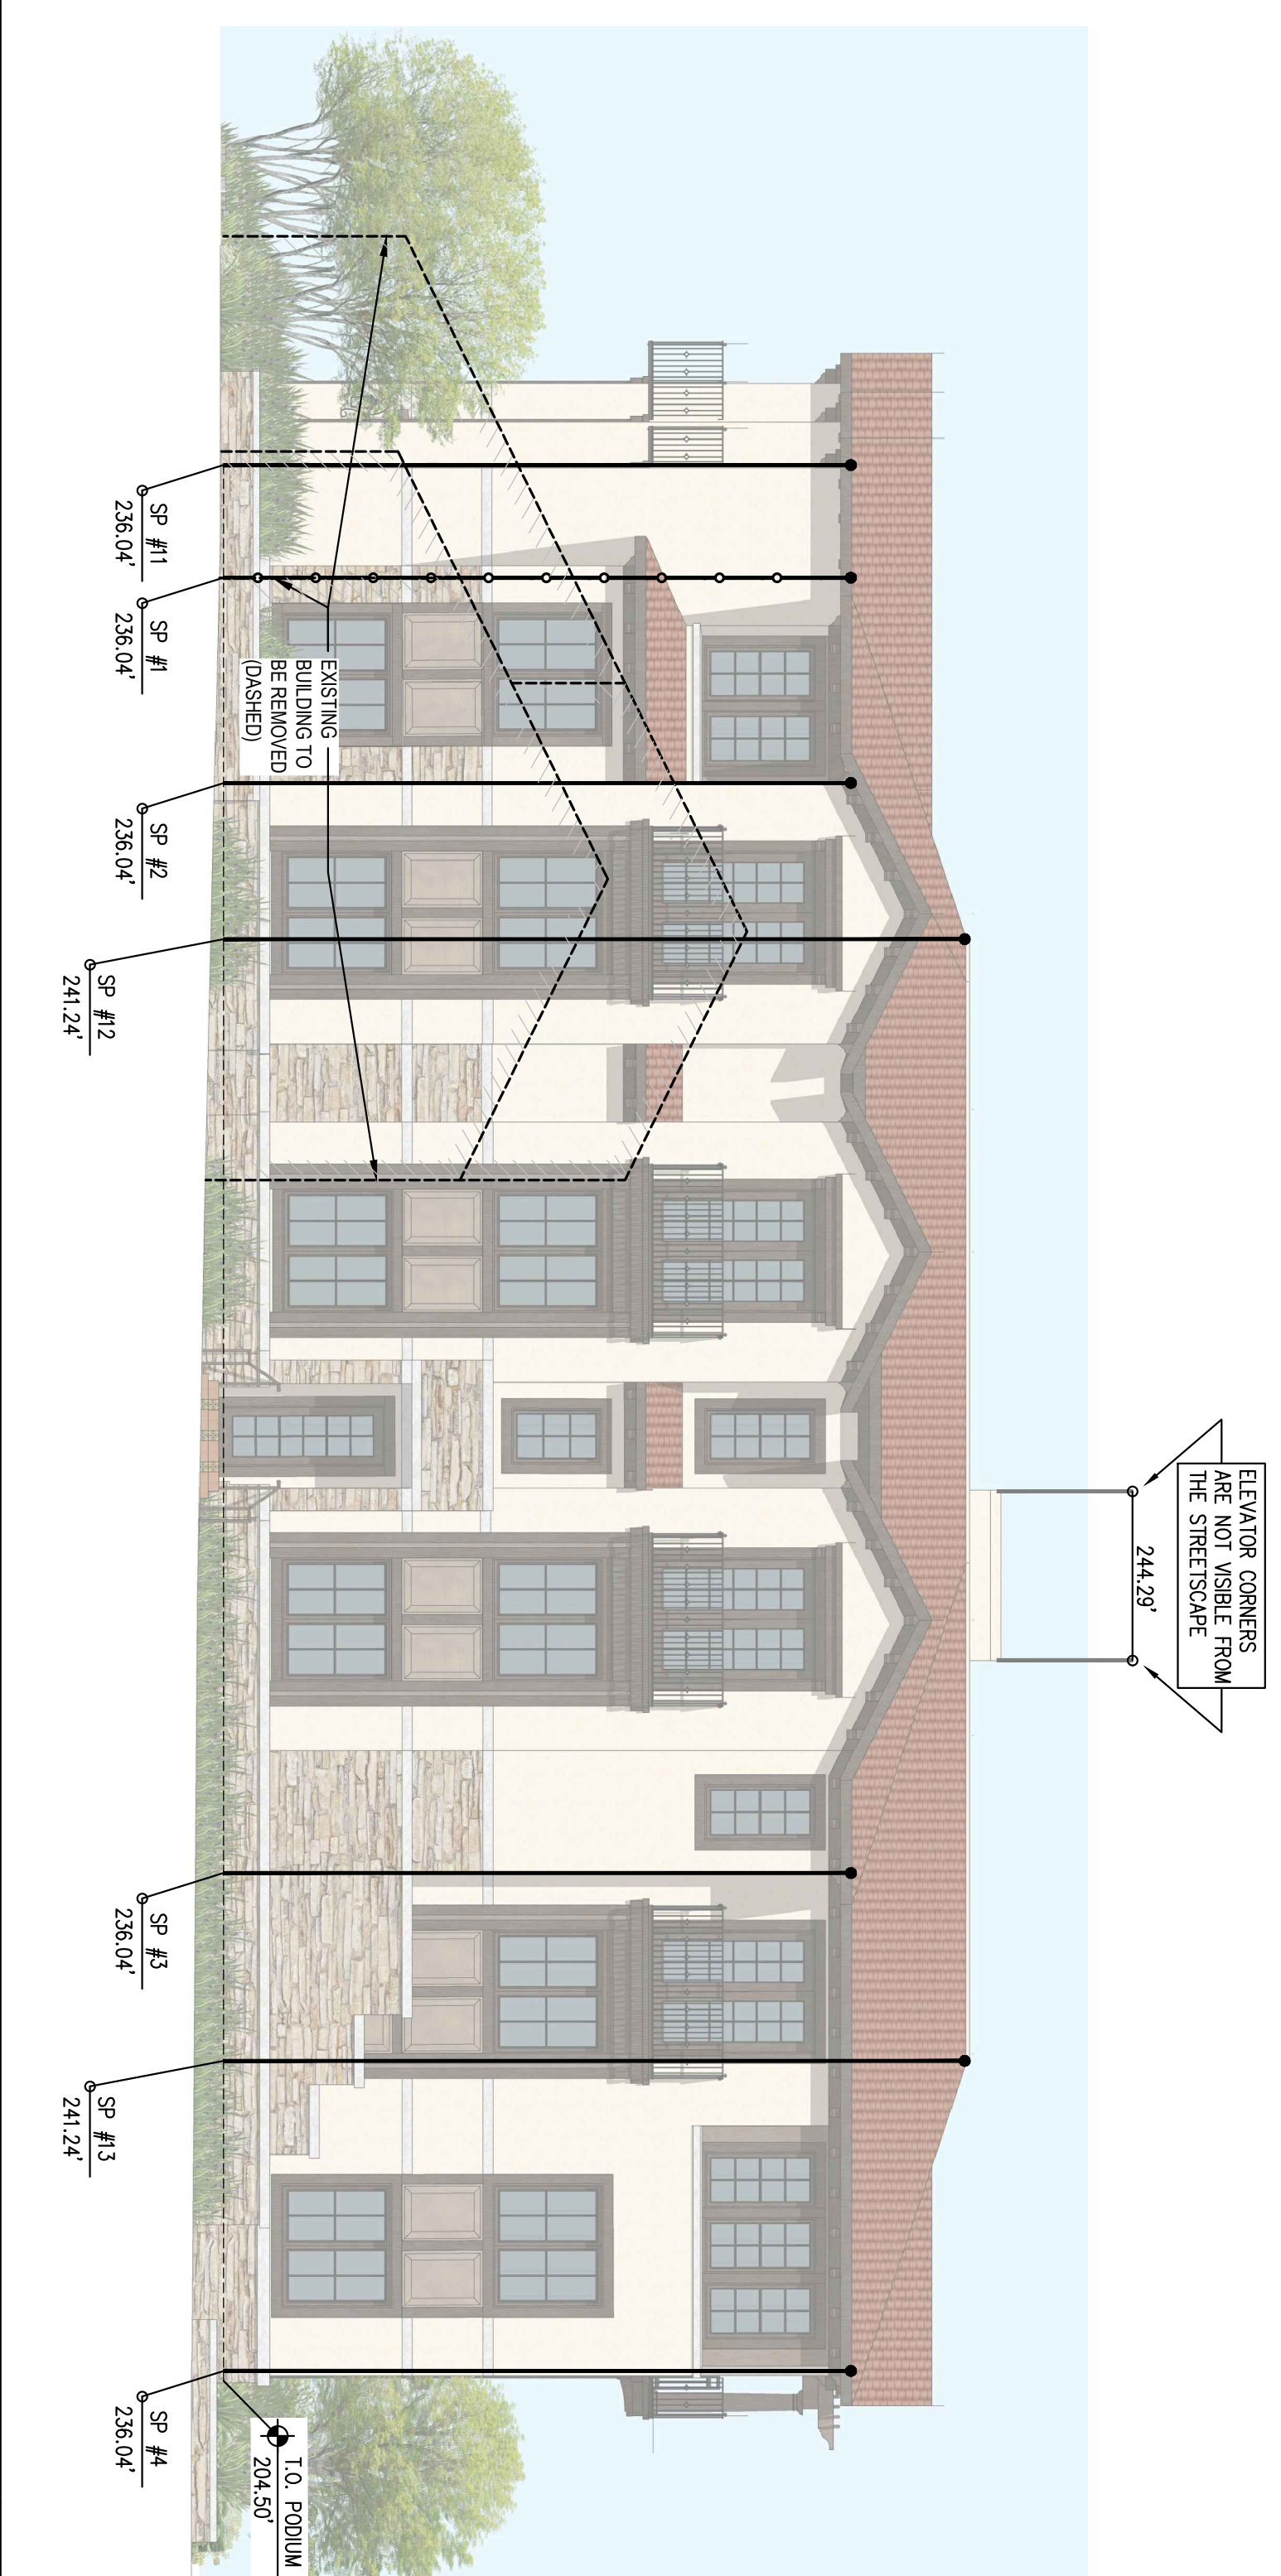 ELEVATOR CORNERS
ARE NOT VISIBLE FROM
THE STREETSCAPE
244.29'
EXISTING
BUILDING TO
BE REMOVED
(DASHED)
SP #11
236.04'
SP #1
236.04'
SP #2
236.04'
SP #12
241.24'
SP #3
236.04'
SP #13
241.24'
SP #4
236.04'
T.O. PODIUM
204.50'